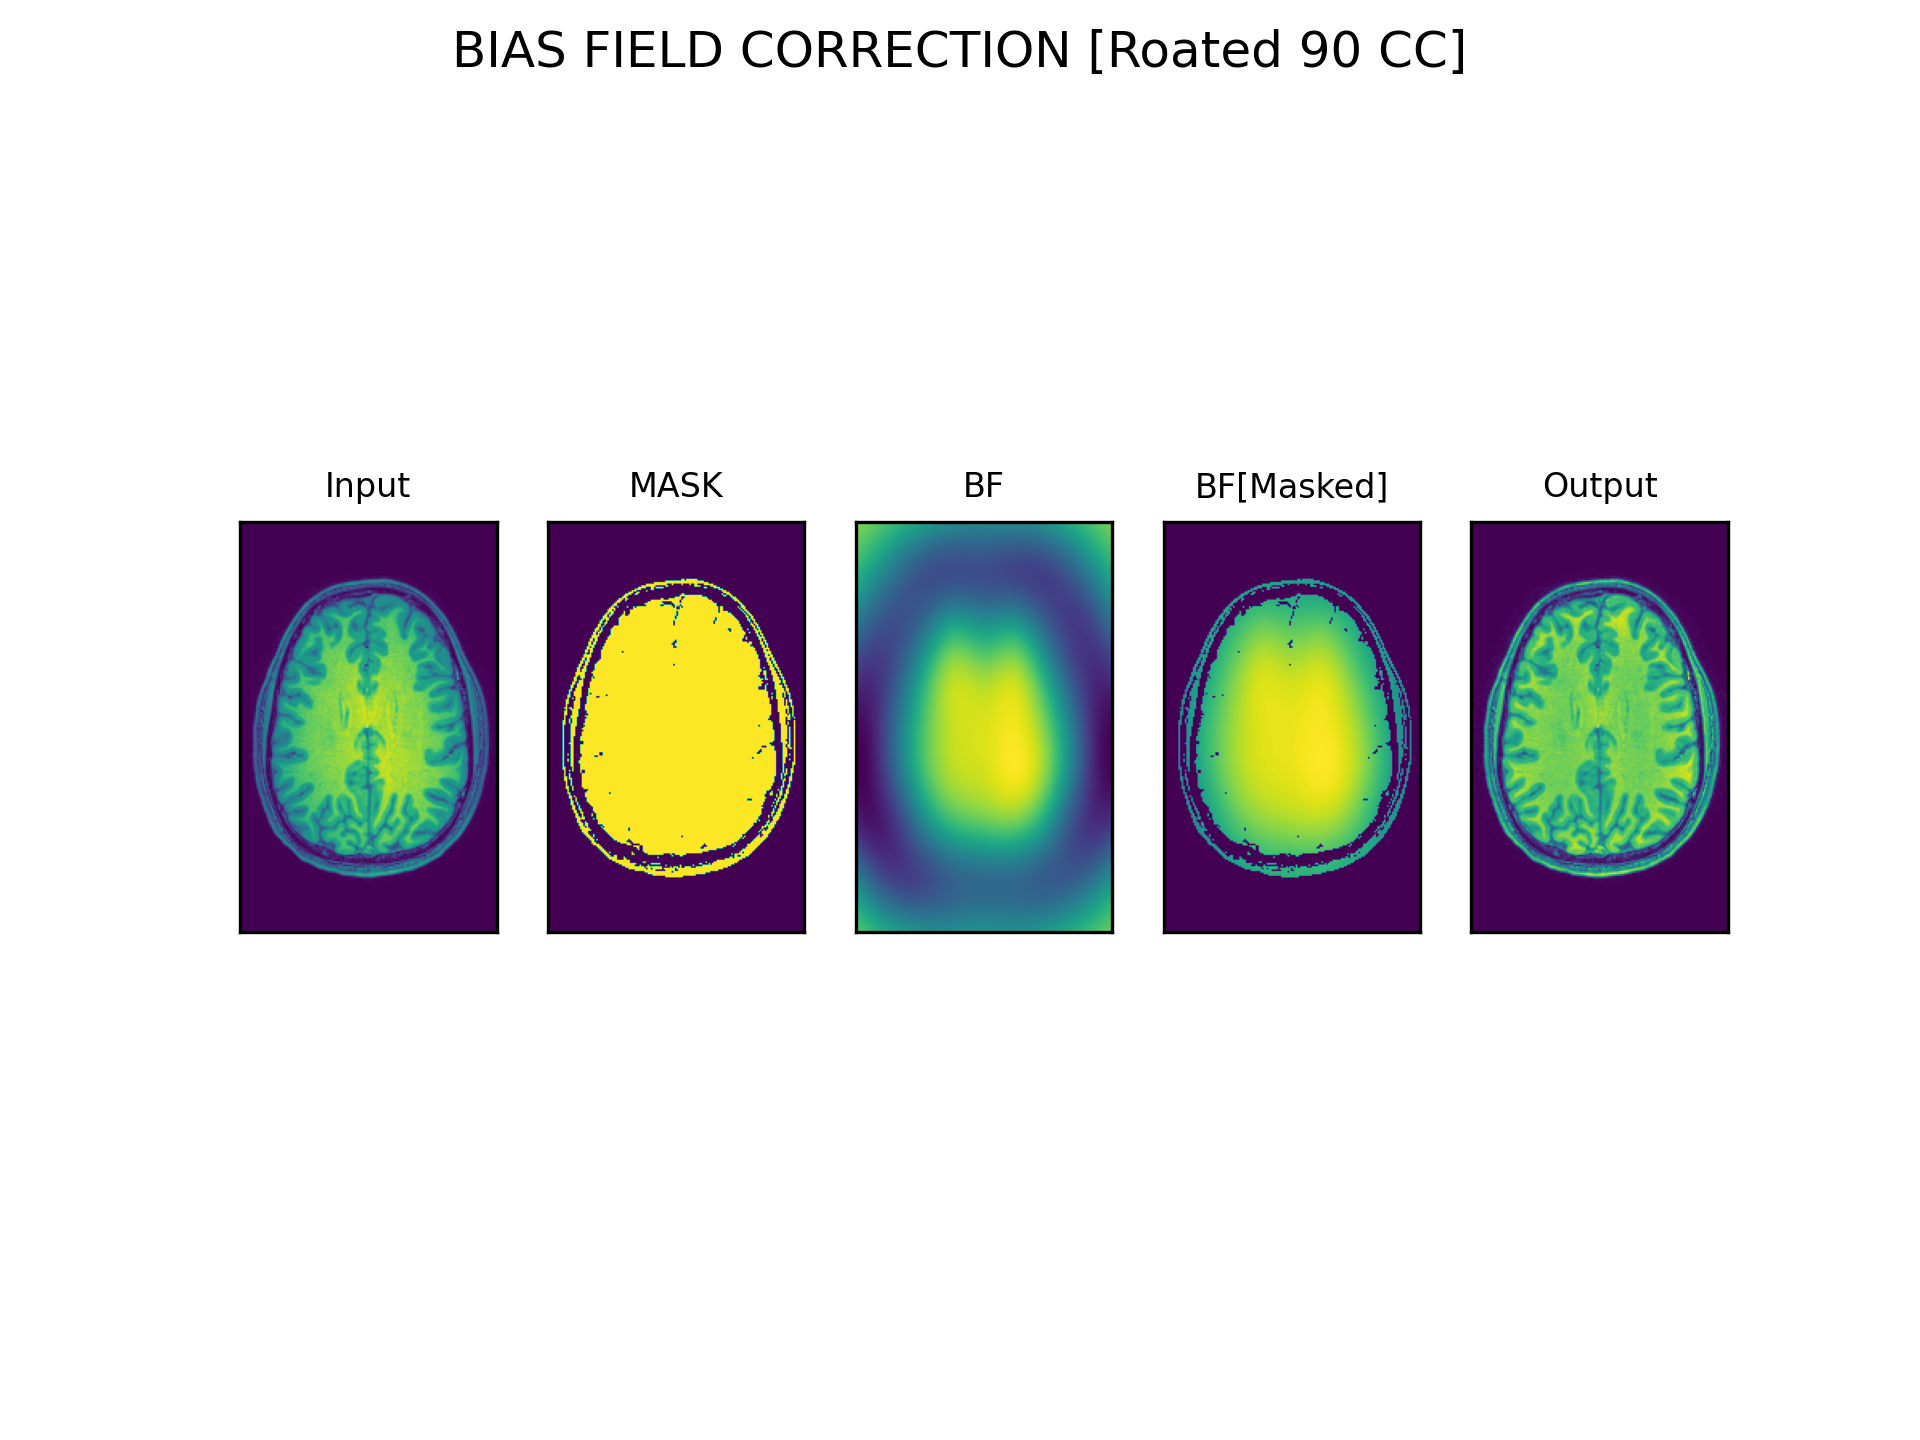 BIAS FIELD CORRECTION [Roated 90 CC]
Input
MASK
BF
BF[Masked]
Output